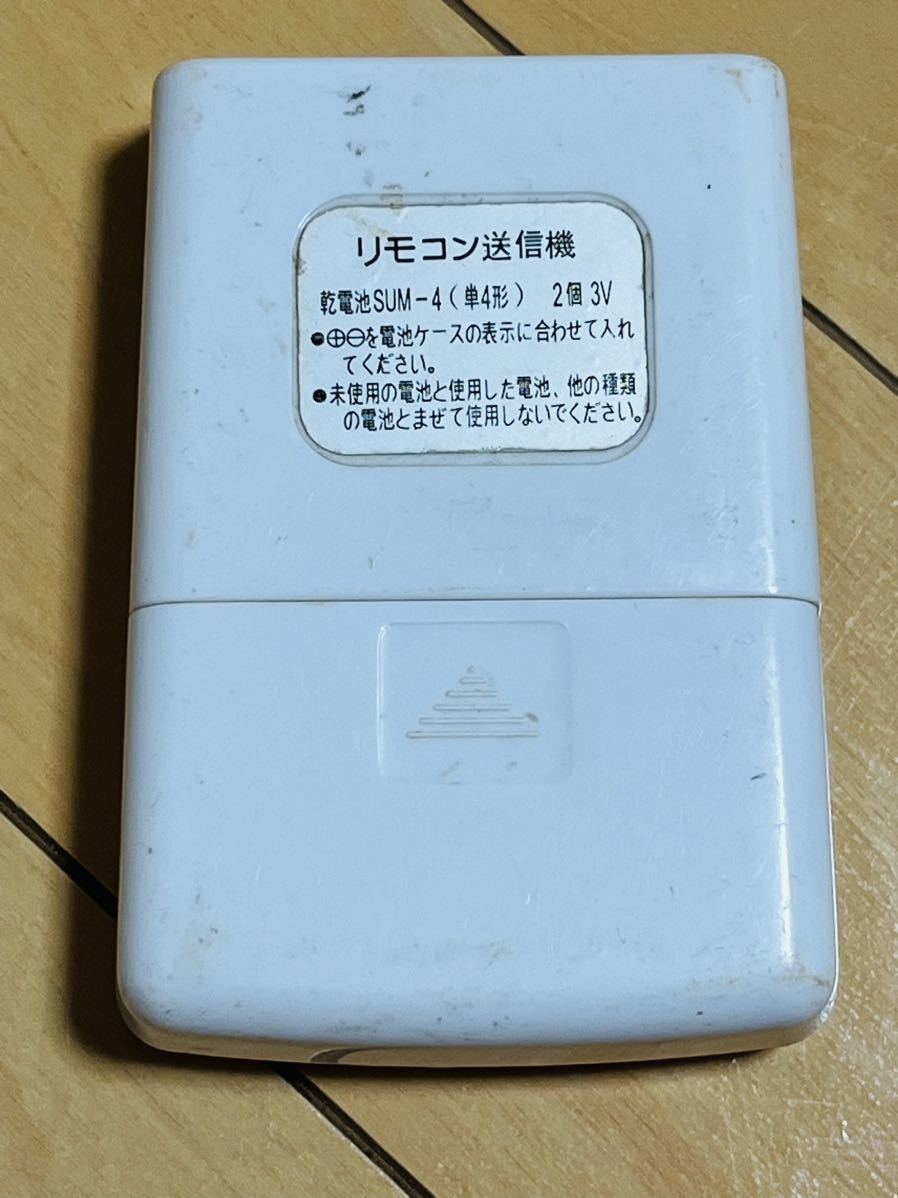 リモコン送信機
乾電池SUM-4(単4形) 2個 3V
●⊕⊖を電池ケースの表示に合わせて入れ
てください。
●未使用の電池と使用した電池、他の種類
の電池とまぜて使用しないでください。